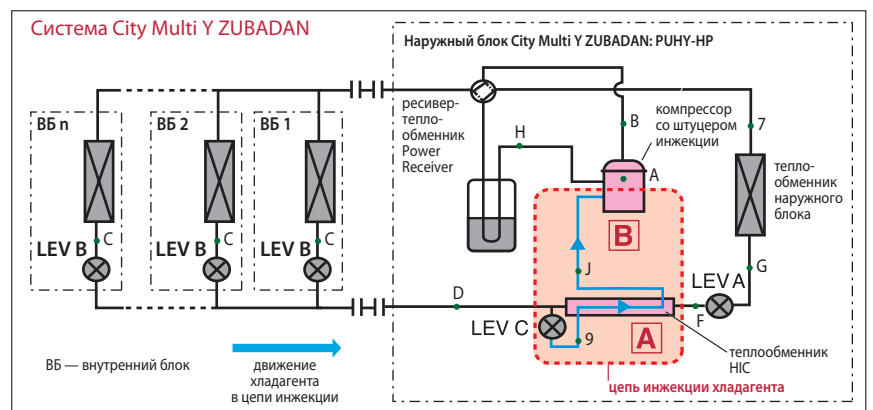 Система City Multi Y ZUBADAN
Наружный блок City Multi Y ZUBADAN: PUHY-HP
ресивер-
тепло-
обменник
Power
Receiver
компрессор
со штуцером
инекции
B
7
H
A
ВБ n
ВБ 2
ВБ 1
тепло-
обменник
наружного
блока
B
LEV B
C
LEV B
C
LEV B
C
J
G
LEV A
D
F
LEV C
9
A
теплообменник
HIC
ВБ — внутренний блок
движение
хладагента
в цепи инжекции
цепь инжекции хладагента